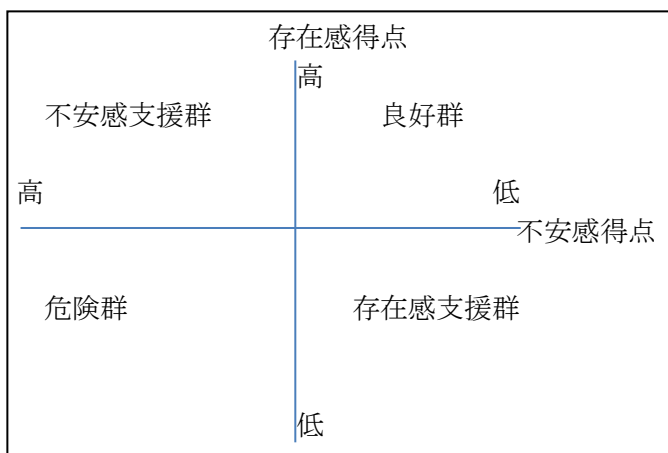 存在感得点
高
不安感支援群 良好群
高 低
不安感得点
危険群 存在感支援群
低